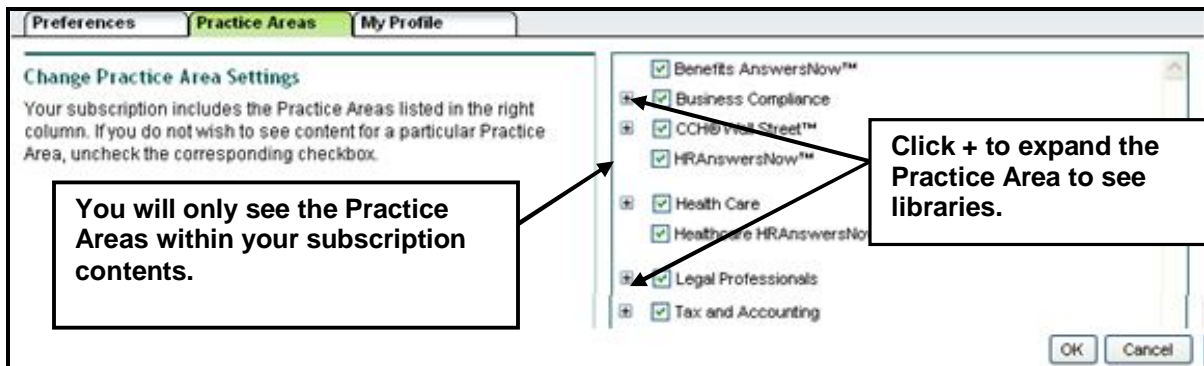 Preferences
Practice Areas
My Profile
Change Practice Area Settings
Your subscription includes the Practice Areas listed in the right
column. If you do not wish to see content for a particular Practice
Area, uncheck the corresponding checkbox.
You will only see the Practice
Areas within your subscription
contents.
Benefits AnswersNow™
Business Compliance
CCH® Wall Street™
HRAnswersNow™
Health Care
Healthcare HRAnswersNo
Legal Professionals
Tax and Accounting
Click + to expand the
Practice Area to see
libraries.
OK
Cancel